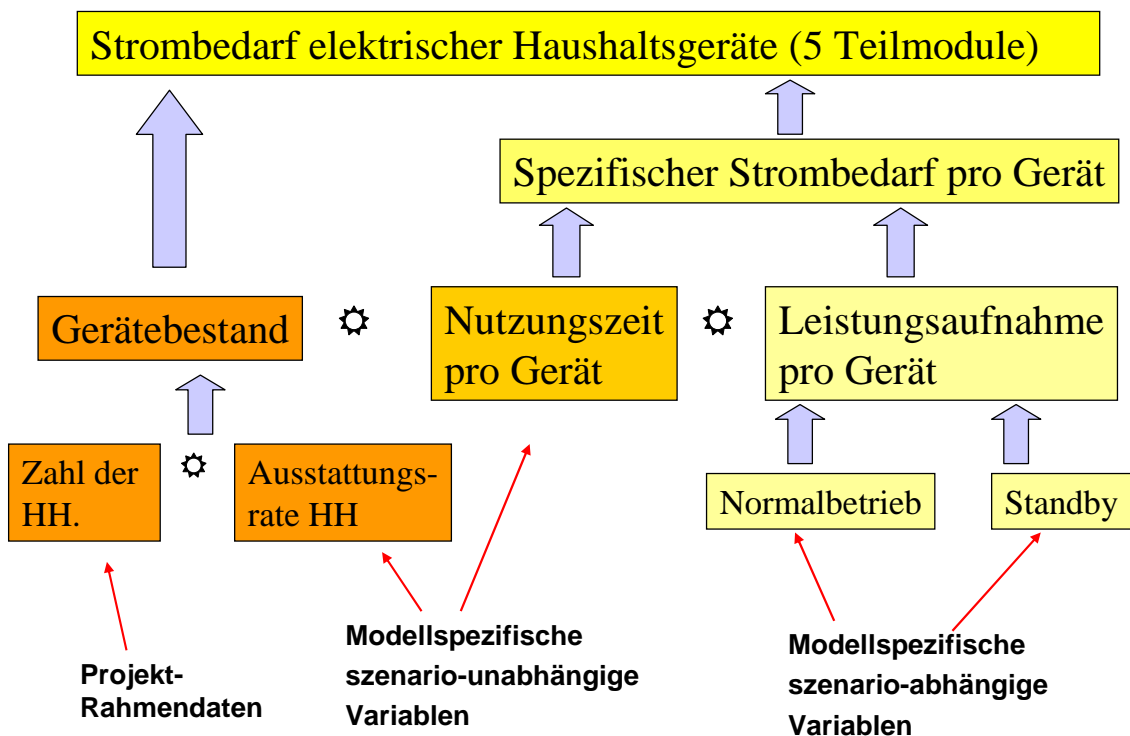 Strombedarf elektrischer Haushaltsgeräte (5 Teilmodule)
Spezifischer Strombedarf pro Gerät
Gerätebestand
Nutzungszeit
pro Gerät
Leistungsaufnahme
pro Gerät
Zahl der
HH.
Ausstattungs-
rate HH
Normalbetrieb
Standby
Projekt-
Rahmendaten
Modellspezifische
szenario-unabhängige
Variablen
Modellspezifische
szenario-abhängige
Variablen